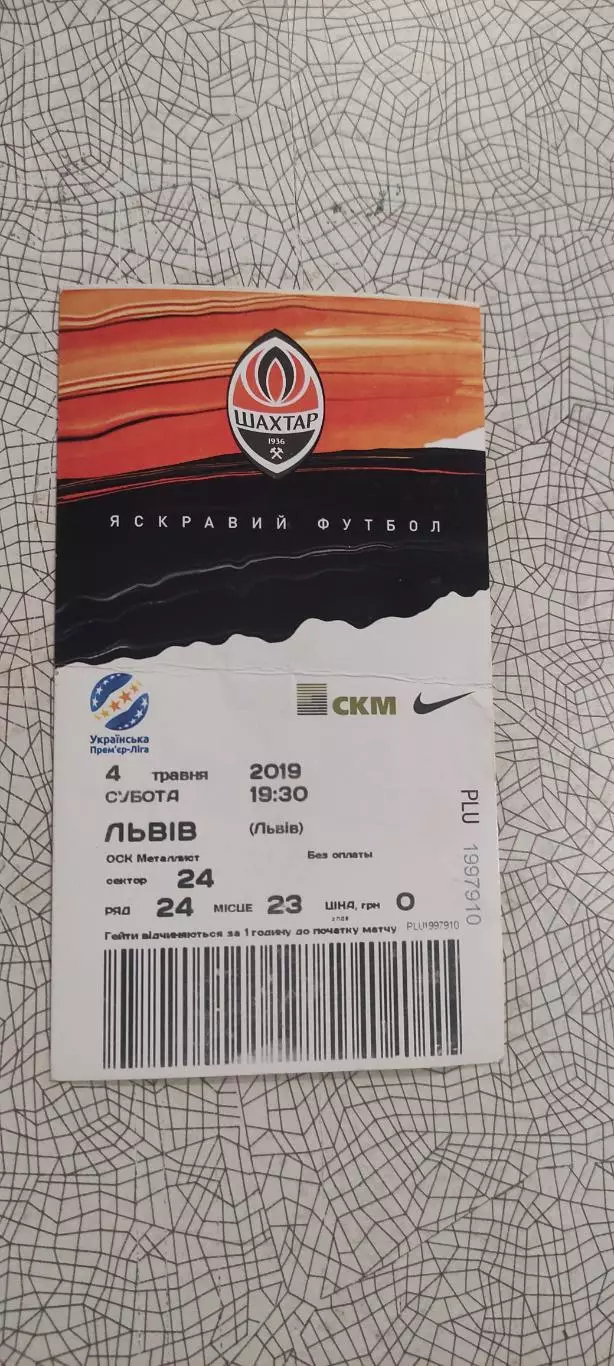 ШАХТАР
1936
ЯСКРАВИЙ ФУТБОЛ
Українська
Прем'єр-Ліга
СКМ
4 травня 2019
СУБОТА 19:30
ЛЬВІВ (Львів)
ОСК Металлист Без оплаты
сектор 24
РЯД 24 МІСЦЕ 23 ЦІНА, грн 0
Гейти відчиняються за 1 годину до початку матчу PLU1997910
PLU 1997910